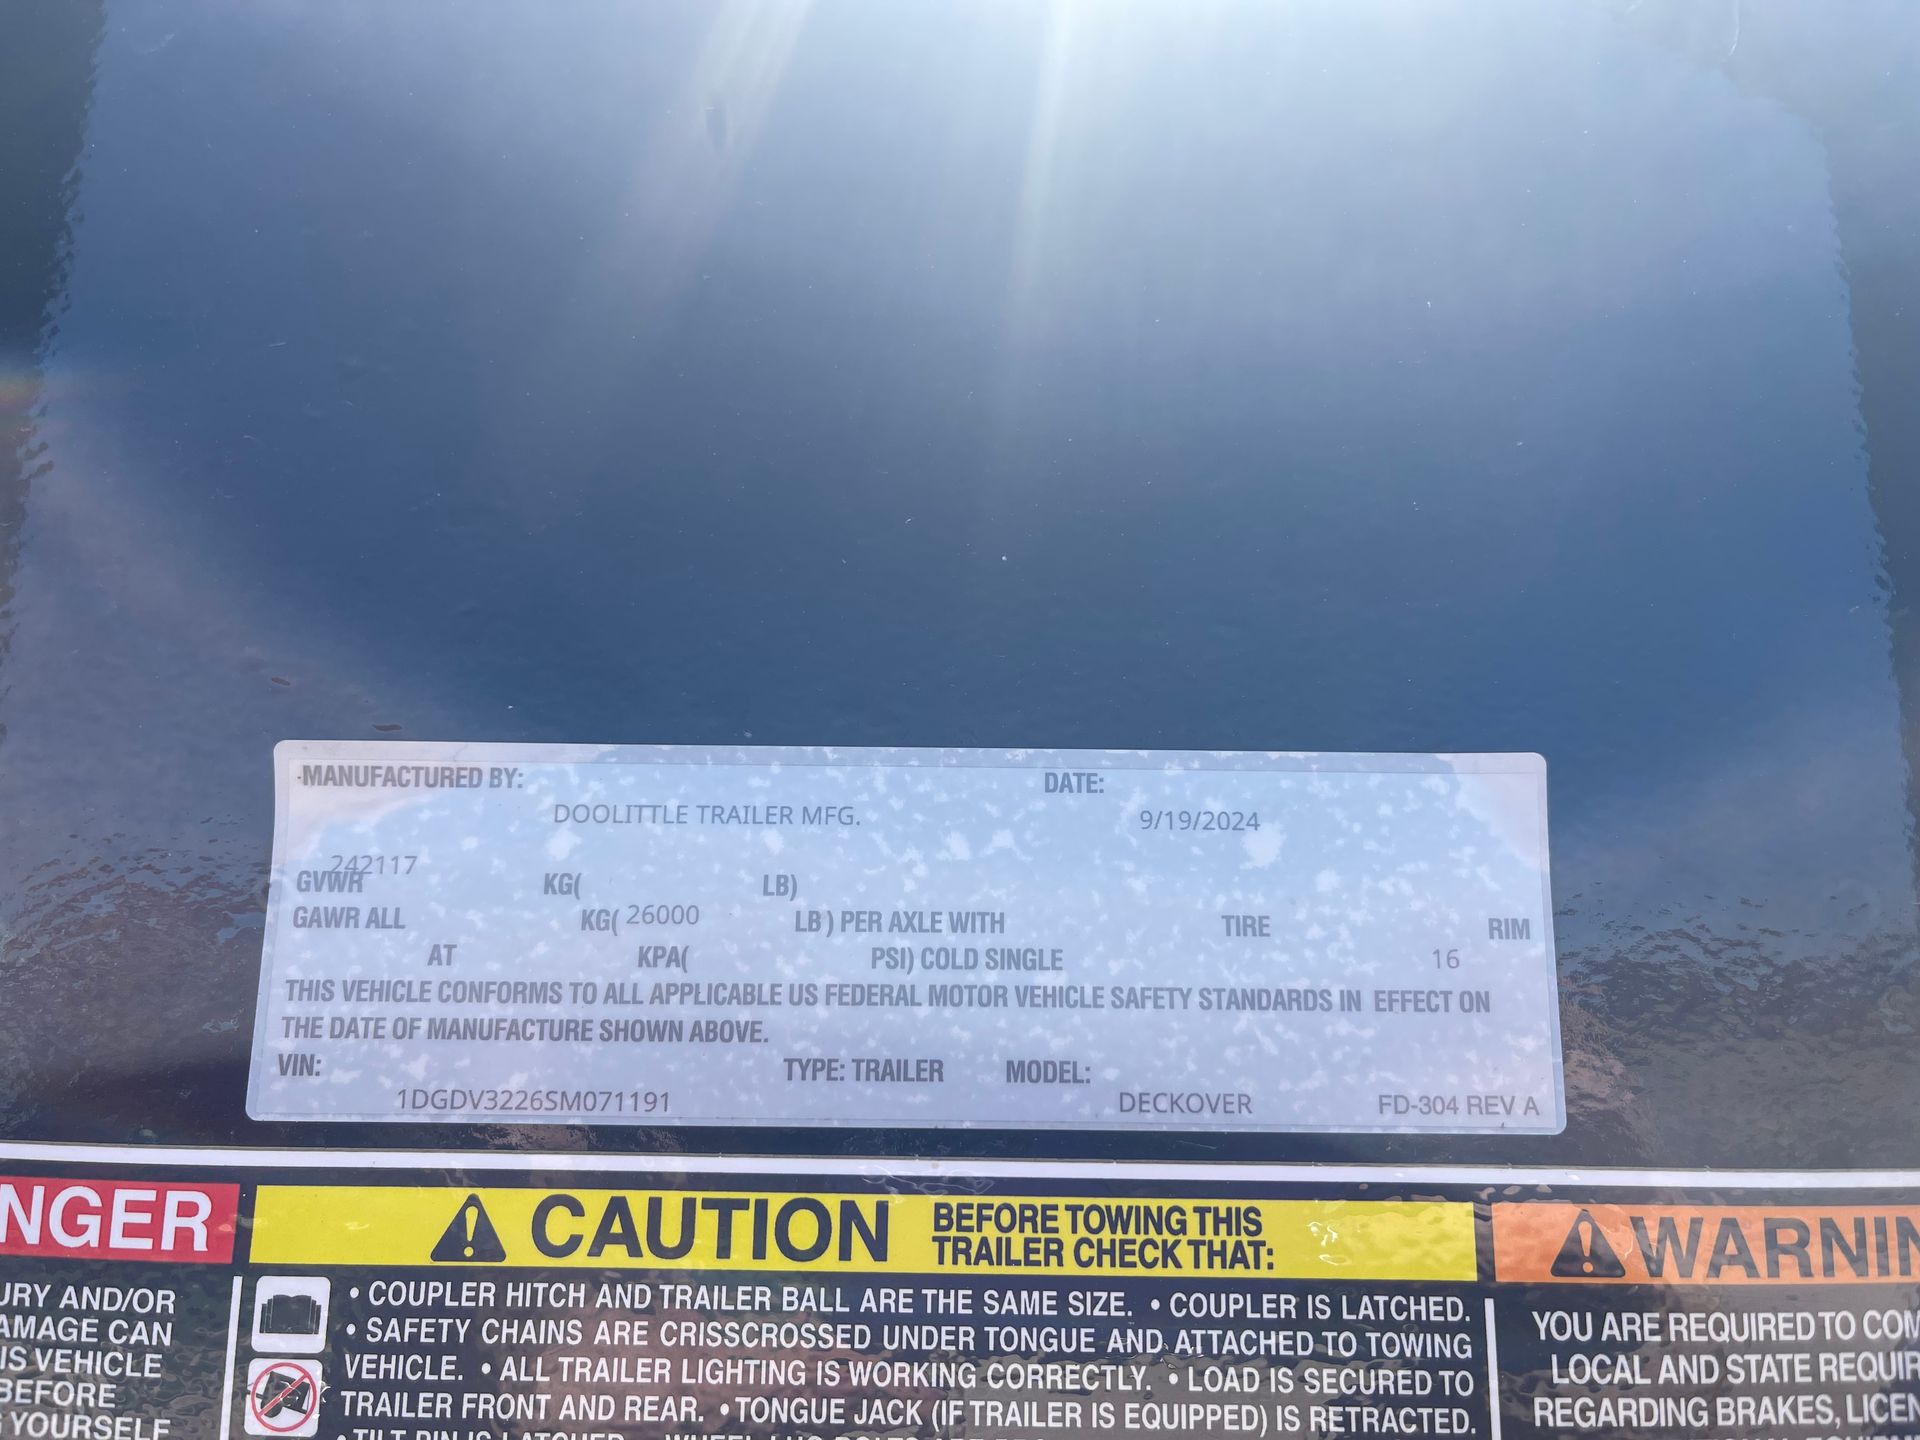 MANUFACTURED BY: DATE:
DOOLITTLE TRAILER MFG. 9/19/2024
242117
GVWR KG( LB)
GAWR ALL KG( 26000 LB ) PER AXLE WITH TIRE RIM
AT KPA( PSI) COLD SINGLE 16
THIS VEHICLE CONFORMS TO ALL APPLICABLE US FEDERAL MOTOR VEHICLE SAFETY STANDARDS IN EFFECT ON
THE DATE OF MANUFACTURE SHOWN ABOVE.
VIN: TYPE: TRAILER MODEL:
1DGDV3226SM071191 DECKOVER FD-304 REV A
NGER
URY AND/OR
AMAGE CAN
IS VEHICLE
BEFORE
YOURSELF
CAUTION BEFORE TOWING THIS
TRAILER CHECK THAT:
• COUPLER HITCH AND TRAILER BALL ARE THE SAME SIZE. • COUPLER IS LATCHED.
• SAFETY CHAINS ARE CRISSCROSSED UNDER TONGUE AND ATTACHED TO TOWING
VEHICLE. • ALL TRAILER LIGHTING IS WORKING CORRECTLY. • LOAD IS SECURED TO
TRAILER FRONT AND REAR. • TONGUE JACK (IF TRAILER IS EQUIPPED) IS RETRACTED.
• TILT PIN IS LATCHED.
WARNIN
YOU ARE REQUIRED TO COM
LOCAL AND STATE REQUIR
REGARDING BRAKES, LICEN